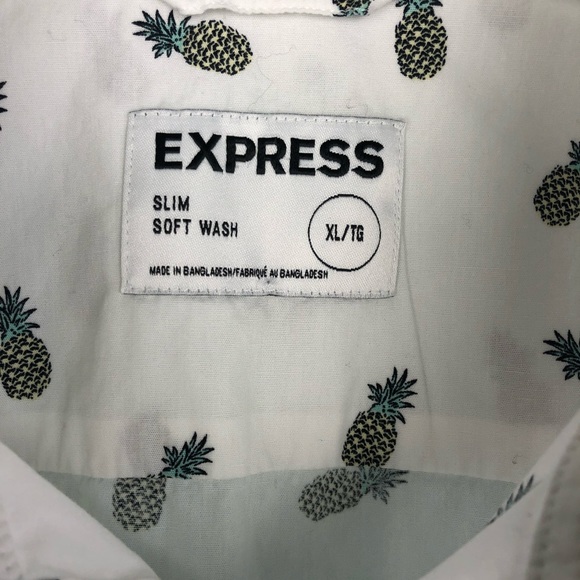 EXPRESS
SLIM
SOFT WASH
XL/TG
MADE IN BANGLADESH/FABRIQUÉ AU BANGLADESH